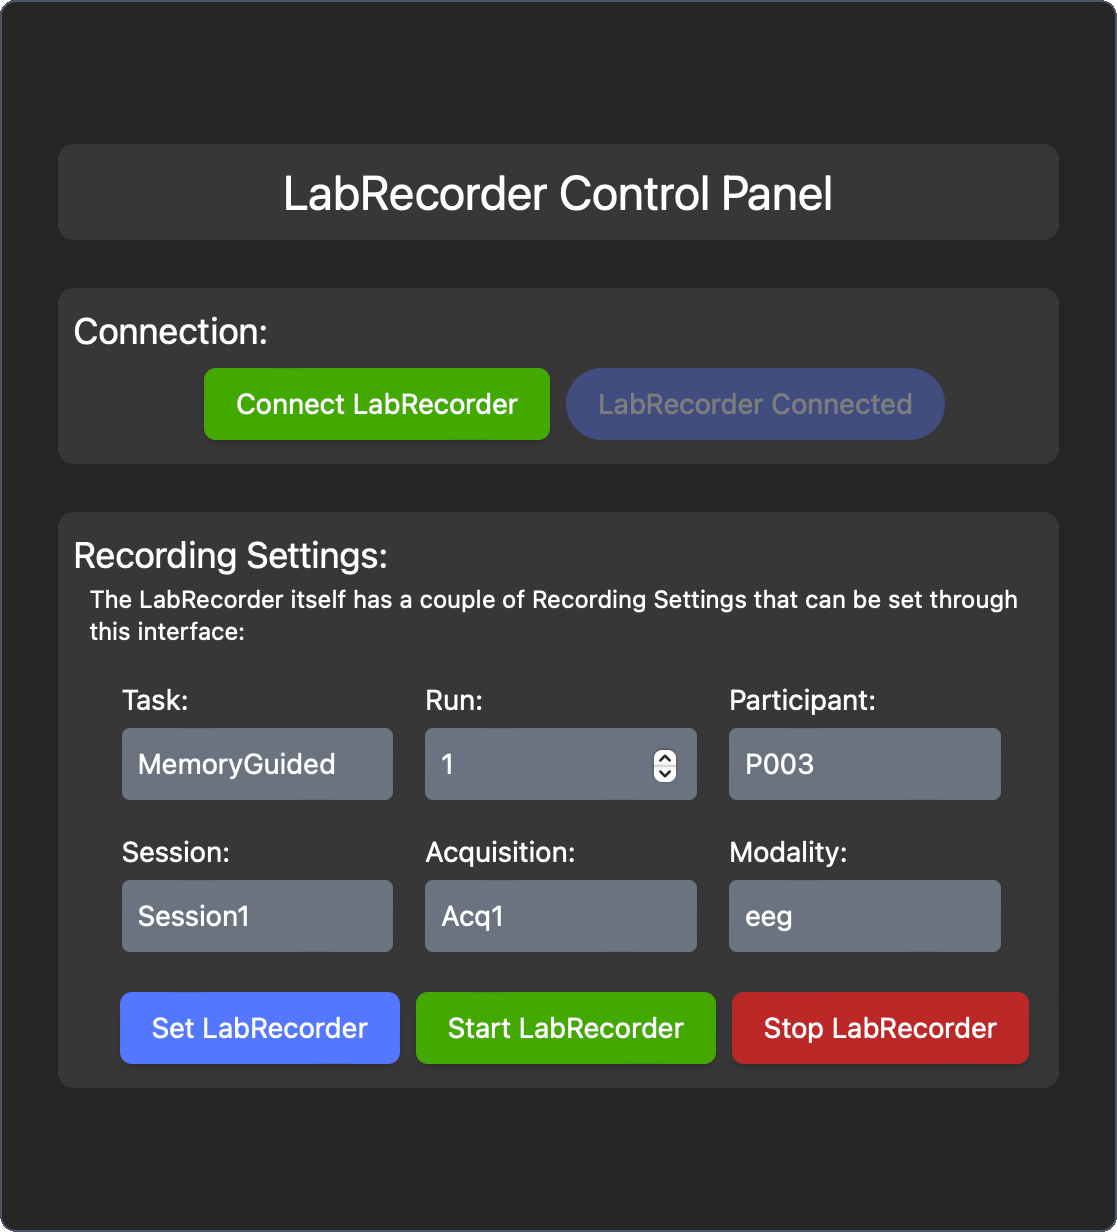 LabRecorder Control Panel
Connection:
Connect LabRecorder
LabRecorder Connected
Recording Settings:
The LabRecorder itself has a couple of Recording Settings that can be set through
this interface:
Task:
Run:
Participant:
MemoryGuided
1
P003
Session:
Acquisition:
Modality:
Session1
Acq1
eeg
Set LabRecorder
Start LabRecorder
Stop LabRecorder